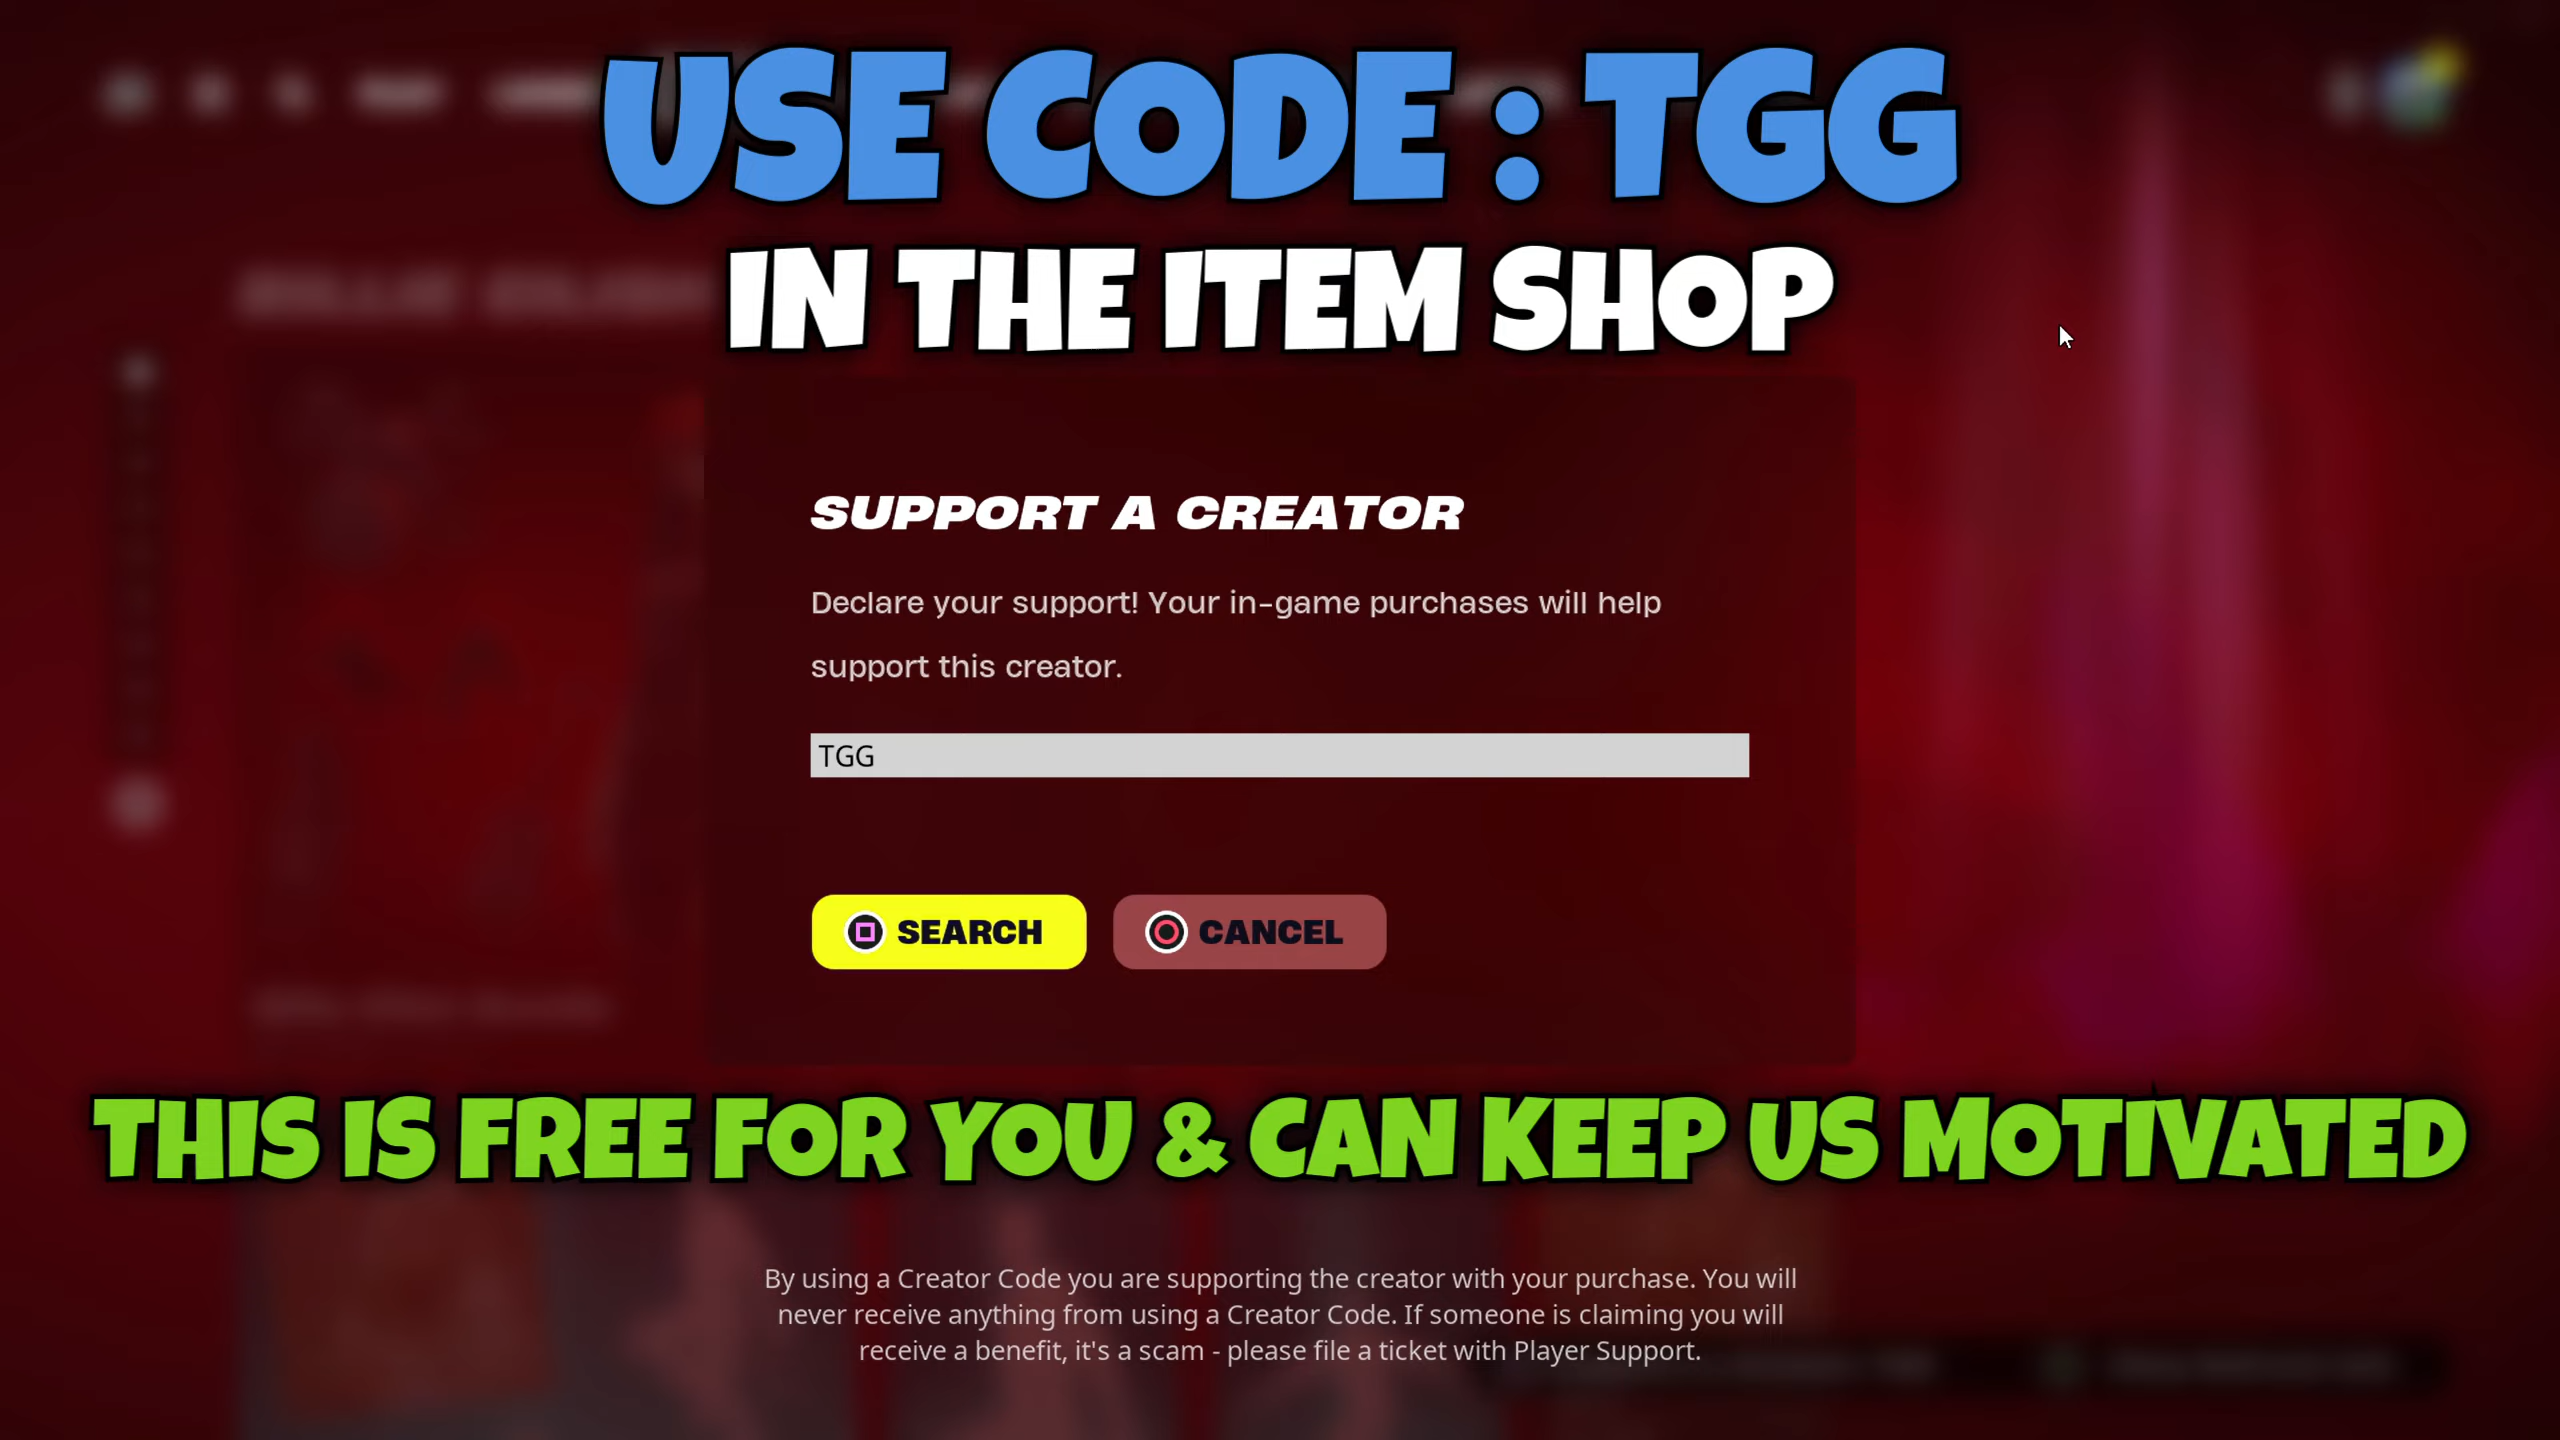 USE CODE : TGG
IN THE ITEM SHOP
SUPPORT A CREATOR
Declare your support! Your in-game purchases will help
support this creator.
TGG
SEARCH
CANCEL
THIS IS FREE FOR YOU & CAN KEEP US MOTIVATED
By using a Creator Code you are supporting the creator with your purchase. You will
never receive anything from using a Creator Code. If someone is claiming you will
receive a benefit, it's a scam - please file a ticket with Player Support.